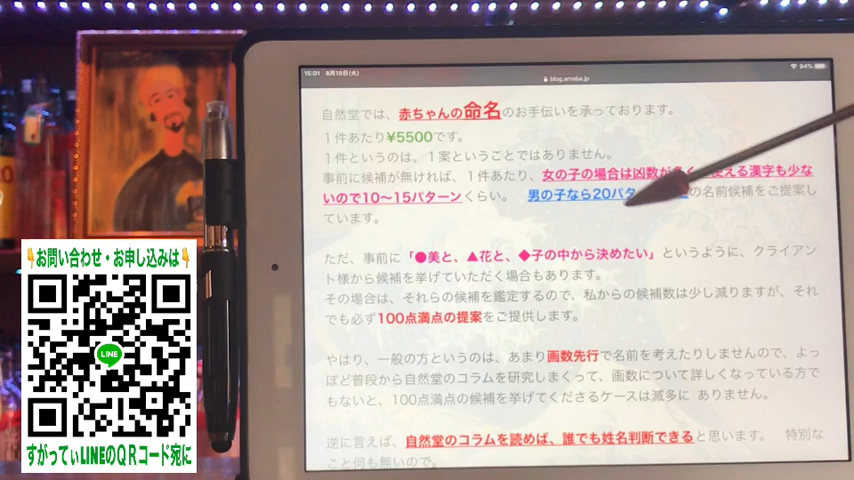 15:01 8月18日(火)
blog.ameba.jp
94%
自然堂では、赤ちゃんの命名のお手伝いを承っております。
1件あたり¥5500です。
1件というのは、1案ということではありません。
事前に候補が無ければ、1件あたり、女の子の場合は凶数が多く使える漢字も少な
いので10〜15パターンくらい。 男の子なら20パタ の名前候補をご提案し
ています。
ただ、事前に「●美と、▲花と、◆子の中から決めたい」というように、クライアン
ト様から候補を挙げていただく場合もあります。
その場合は、それらの候補を鑑定するので、私からの候補数は少し減りますが、それ
でも必ず100点満点の提案をご提供します。
やはり、一般の方というのは、あまり画数先行で名前を考えたりしませんので、よっ
ぽど普段から自然堂のコラムを研究しまくって、画数について詳しくなっている方で
もないと、100点満点の候補を挙げてくださるケースは滅多に ありません。
逆に言えば、自然堂のコラムを読めば、誰でも姓名判断できると思います。 特別な
こと何も無いので。
👇お問い合わせ・お申し込みは👇
LINE
すがってぃLINEのQRコード宛に